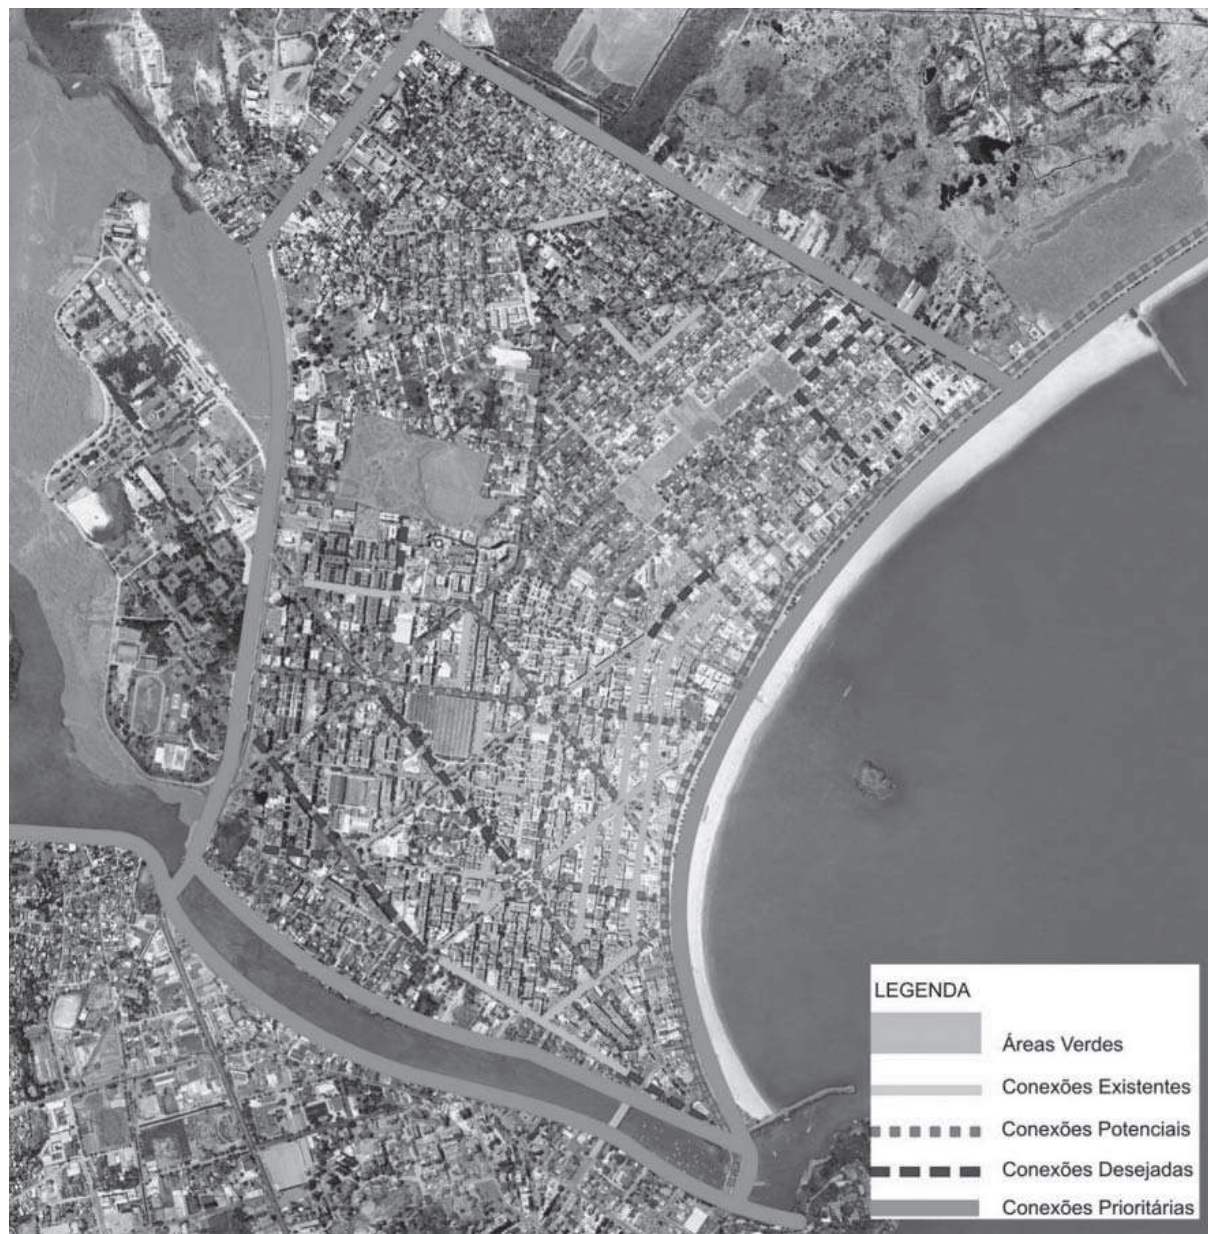 LEGENDA
Áreas Verdes
Conexões Existentes
Conexões Potenciais
Conexões Desejadas
Conexões Prioritárias